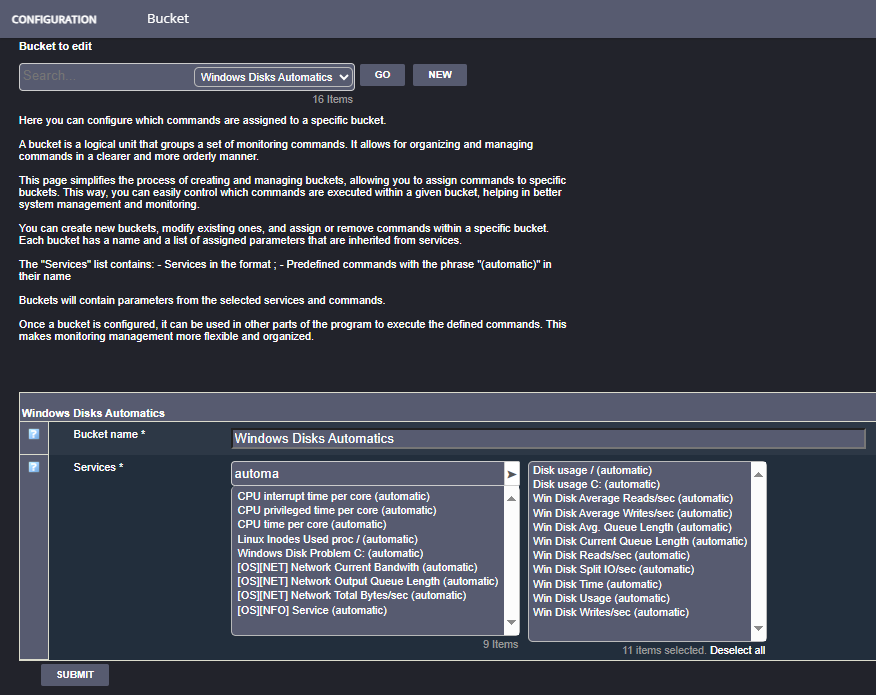 CONFIGURATION Bucket
Bucket to edit
Search... Windows Disks Automatics GO NEW
16 Items
Here you can configure which commands are assigned to a specific bucket.
A bucket is a logical unit that groups a set of monitoring commands. It allows for organizing and managing
commands in a clearer and more orderly manner.
This page simplifies the process of creating and managing buckets, allowing you to assign commands to specific
buckets. This way, you can easily control which commands are executed within a given bucket, helping in better
system management and monitoring.
You can create new buckets, modify existing ones, and assign or remove commands within a specific bucket.
Each bucket has a name and a list of assigned parameters that are inherited from services.
The "Services" list contains: - Services in the format ; - Predefined commands with the phrase "(automatic)" in
their name
Buckets will contain parameters from the selected services and commands.
Once a bucket is configured, it can be used in other parts of the program to execute the defined commands. This
makes monitoring management more flexible and organized.
Windows Disks Automatics
? Bucket name * Windows Disks Automatics
? Services * automa
CPU interrupt time per core (automatic)
CPU privileged time per core (automatic)
CPU time per core (automatic)
Linux Inodes Used proc / (automatic)
Windows Disk Problem C: (automatic)
[OS][NET] Network Current Bandwith (automatic)
[OS][NET] Network Output Queue Length (automatic)
[OS][NET] Network Total Bytes/sec (automatic)
[OS][NFO] Service (automatic)
9 Items
Disk usage / (automatic)
Disk usage C: (automatic)
Win Disk Average Reads/sec (automatic)
Win Disk Average Writes/sec (automatic)
Win Disk Avg. Queue Length (automatic)
Win Disk Current Queue Length (automatic)
Win Disk Reads/sec (automatic)
Win Disk Split IO/sec (automatic)
Win Disk Time (automatic)
Win Disk Usage (automatic)
Win Disk Writes/sec (automatic)
11 items selected. Deselect all
SUBMIT